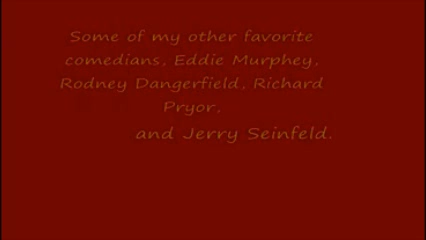 Some of my other favorite
comedians, Eddie Murphey,
Rodney Dangerfield, Richard
Pryor,
and Jerry Seinfeld.